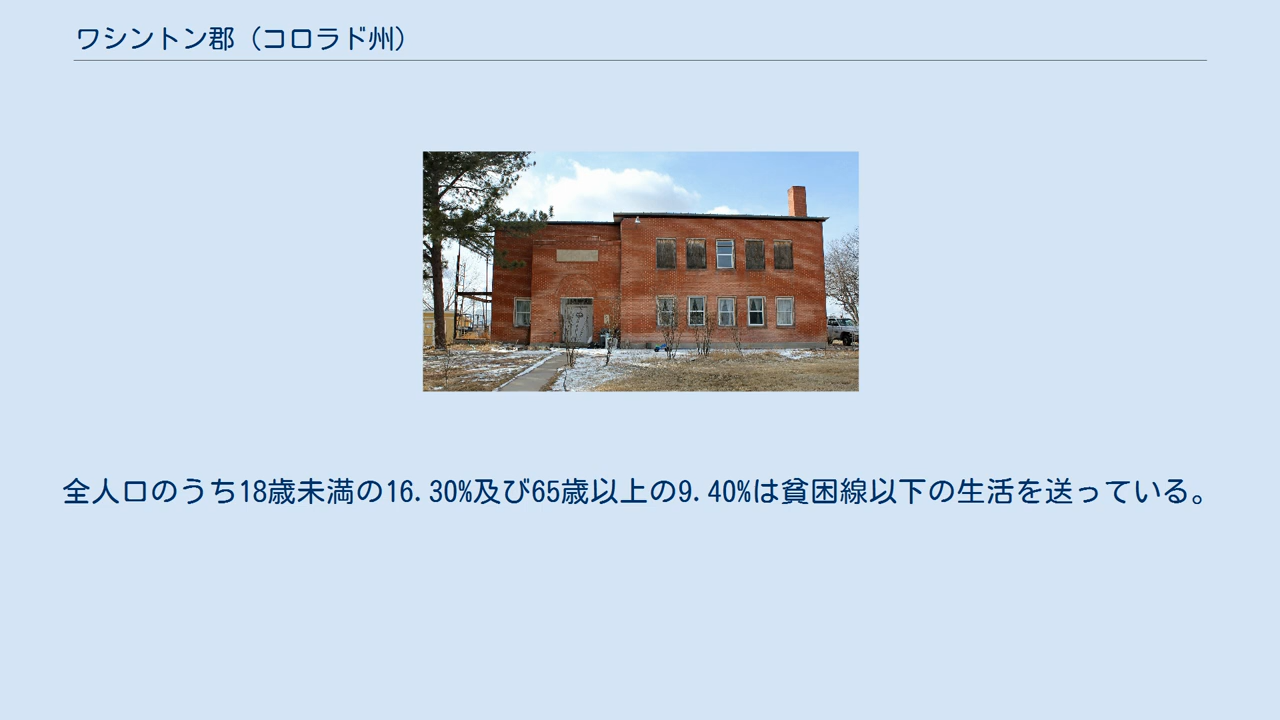 ワシントン郡（コロラド州）
全人口のうち18歳未満の16.30%及び65歳以上の9.40%は貧困線以下の生活を送っている。